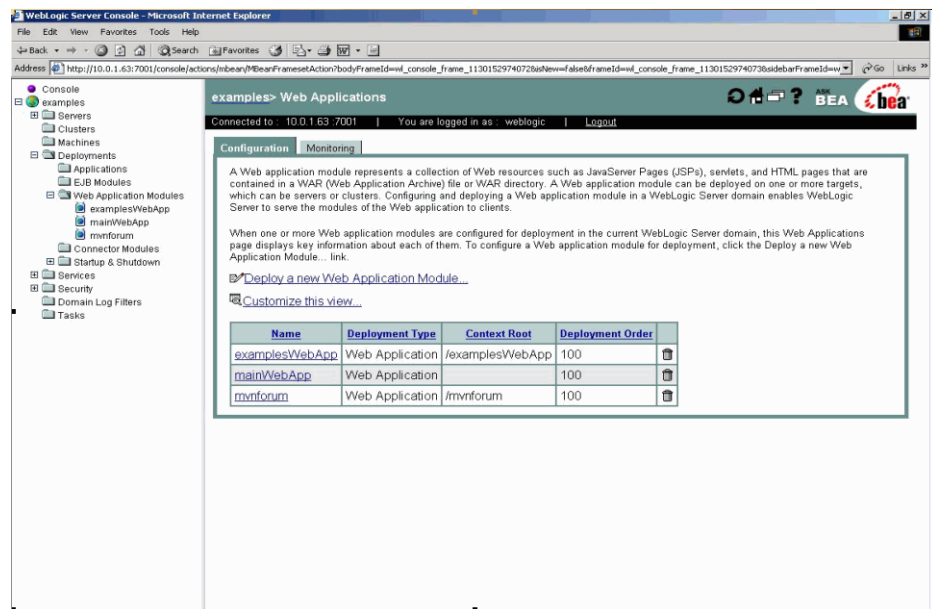 WebLogic Server Console - Microsoft Internet Explorer
File Edit View Favorites Tools Help
Back Search Favorites
Address http://10.0.1.63:7001/console/actions/mbean/MBeanFramesetAction?bodyFrameId=wl_console_frame_1130152974072&isNew=false&frameId=wl_console_frame_1130152974073&sidebarFrameId=w Go Links »
Console
examples
Servers
Clusters
Machines
Deployments
Applications
EJB Modules
Web Application Modules
examplesWebApp
mainWebApp
mvnforum
Connector Modules
Startup & Shutdown
Services
Security
Domain Log Filters
Tasks
examples> Web Applications
? ASK BEA bea
Connected to : 10.0.1.63 :7001 | You are logged in as : weblogic | Logout
Configuration Monitoring
A Web application module represents a collection of Web resources such as JavaServer Pages (JSPs), servlets, and HTML pages that are
contained in a WAR (Web Application Archive) file or WAR directory. A Web application module can be deployed on one or more targets,
which can be servers or clusters. Configuring and deploying a Web application module in a WebLogic Server domain enables WebLogic
Server to serve the modules of the Web application to clients.
When one or more Web application modules are configured for deployment in the current WebLogic Server domain, this Web Applications
page displays key information about each of them. To configure a Web application module for deployment, click the Deploy a new Web
Application Module... link.
Deploy a new Web Application Module...
Customize this view...
Name Deployment Type Context Root Deployment Order
examplesWebApp Web Application /examplesWebApp 100
mainWebApp Web Application 100
mvnforum Web Application /mvnforum 100